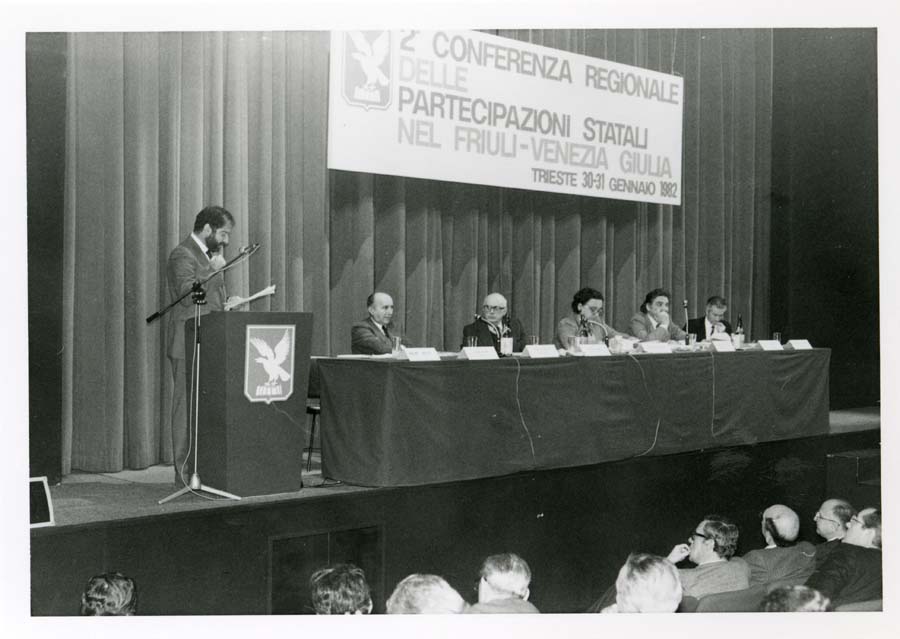 2ª CONFERENZA REGIONALE
DELLE
PARTECIPAZIONI STATALI
NEL FRIULI-VENEZIA GIULIA
TRIESTE 30-31 GENNAIO 1982